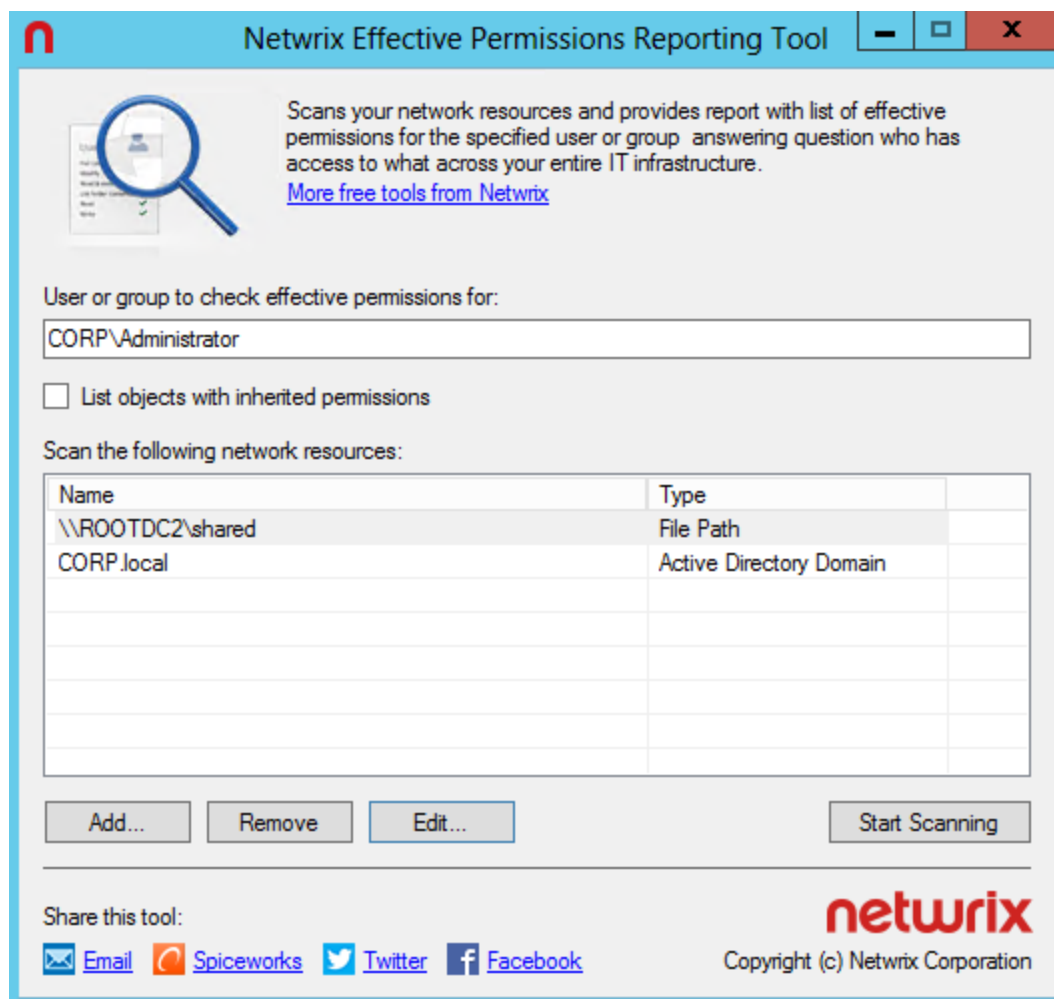 Netwrix Effective Permissions Reporting Tool
Scans your network resources and provides report with list of effective
permissions for the specified user or group answering question who has
access to what across your entire IT infrastructure.
More free tools from Netwrix
User or group to check effective permissions for:
CORP\Administrator
List objects with inherited permissions
Scan the following network resources:
Name Type
\\ROOTDC2\shared File Path
CORP.local Active Directory Domain
Add... Remove Edit... Start Scanning
Share this tool:
netwrix
Email Spiceworks Twitter Facebook
Copyright (c) Netwrix Corporation